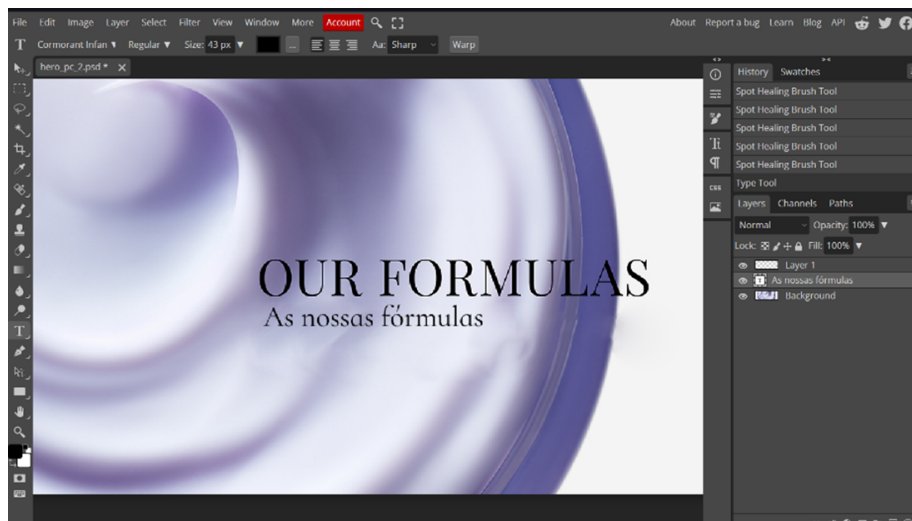 File Edit Image Layer Select Filter View Window More Account About Report a bug Learn Blog API
T Cormorant Infan Regular Size: 43 px ... Aa: Sharp Warp
hero_pc_2.psd *
History Swatches
Spot Healing Brush Tool
Spot Healing Brush Tool
Spot Healing Brush Tool
Spot Healing Brush Tool
Spot Healing Brush Tool
Type Tool
CSS
Layers Channels Paths
Normal Opacity: 100%
Lock: Fill: 100%
Layer 1
As nossas fórmulas
Background
OUR FORMULAS
As nossas fórmulas